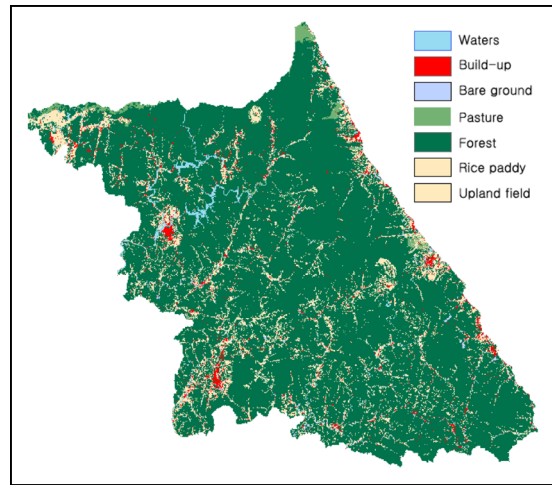 Waters
Build-up
Bare ground
Pasture
Forest
Rice paddy
Upland field